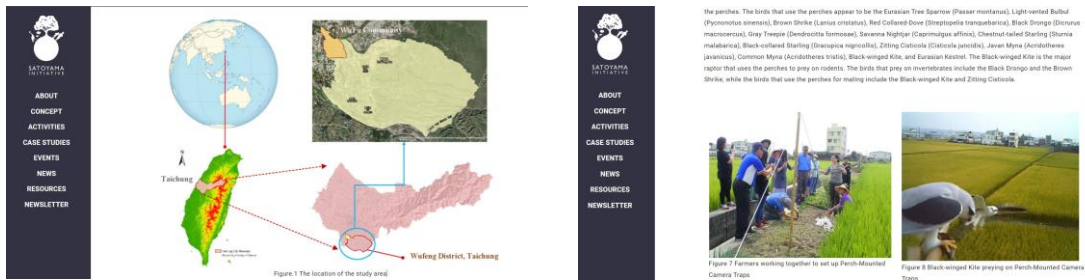 SATOYAMA
INITIATIVE
ABOUT
CONCEPT
ACTIVITIES
CASE STUDIES
EVENTS
NEWS
RESOURCES
NEWSLETTER
WuFu Community
Taichung
Wufeng District, Taichung
Figure.1 The location of the study area
SATOYAMA
INITIATIVE
ABOUT
CONCEPT
ACTIVITIES
CASE STUDIES
EVENTS
NEWS
RESOURCES
NEWSLETTER
the perches. The birds that use the perches appear to be the Eurasian Tree Sparrow (Passer montanus), Light-vented Bulbul
(Pycnonotus sinensis), Brown Shrike (Lanius cristatus), Red Collared-Dove (Streptopelia tranquebarica), Black Drongo (Dicrurus
macrocercus), Gray Treepie (Dendrocitta formosae), Savanna Nightjar (Caprimulgus affinis), Chestnut-tailed Starling (Sturnia
malabarica), Black-collared Starling (Gracupica nigricollis), Zitting Cisticola (Cisticola juncidis), Javan Myna (Acridotheres
javanicus), Common Myna (Acridotheres tristis), Black-winged Kite, and Eurasian Kestrel. The Black-winged Kite is the major
raptor that uses the perches to prey on rodents. The birds that prey on invertebrates include the Black Drongo and the Brown
Shrike, while the birds that use the perches for mating include the Black-winged Kite and Zitting Cisticola.
Figure 7 Farmers working together to set up Perch-Mounted
Camera Traps
Figure 8 Black-winged Kite preying on Perch-Mounted Camera
Traps